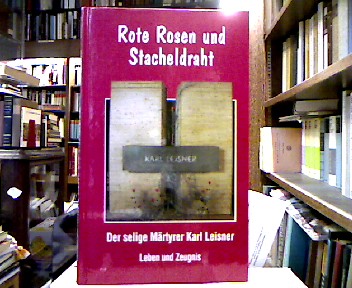 Rote Rosen und
Stacheldraht
KARL LEISNER
Der selige Märtyrer Karl Leisner
Leben und Zeugnis